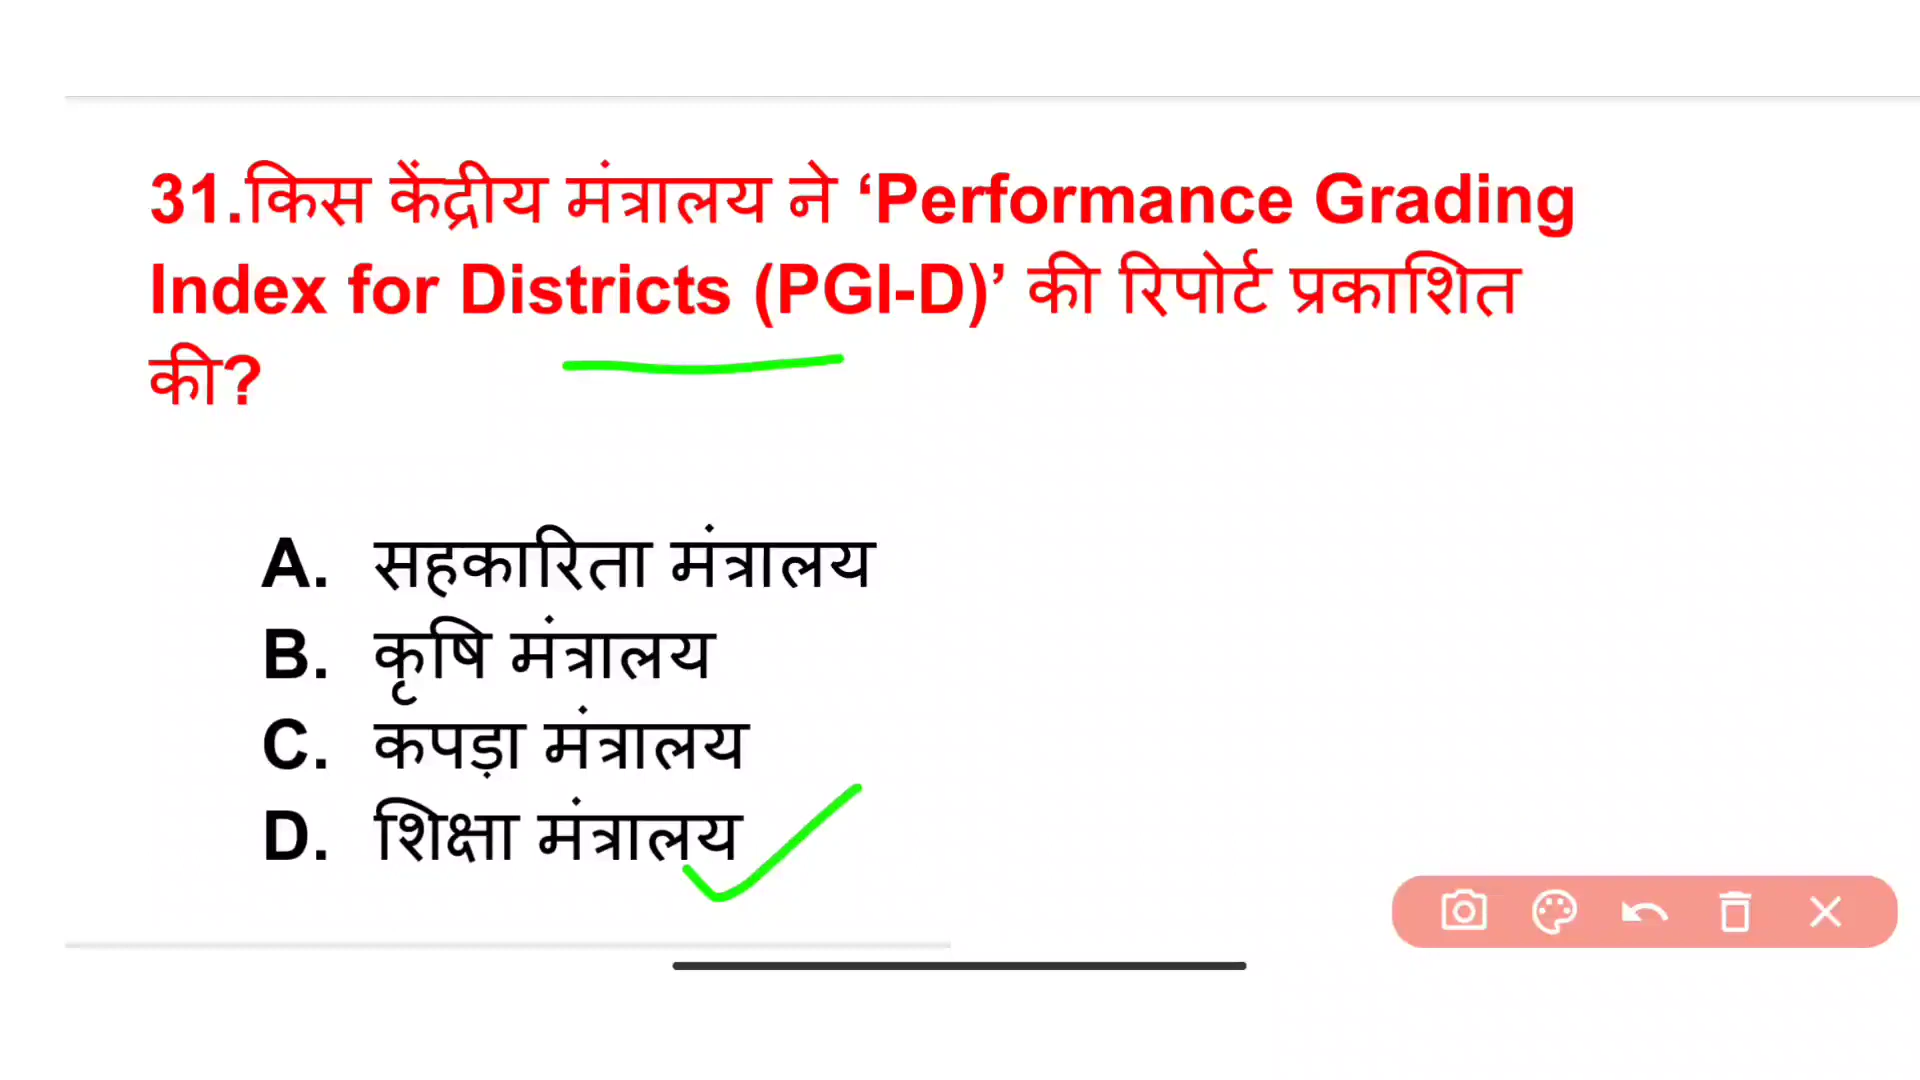 31.किस केंद्रीय मंत्रालय ने ‘Performance Grading
Index for Districts (PGI-D)’ की रिपोर्ट प्रकाशित
की?
A. सहकारिता मंत्रालय
B. कृषि मंत्रालय
C. कपड़ा मंत्रालय
D. शिक्षा मंत्रालय